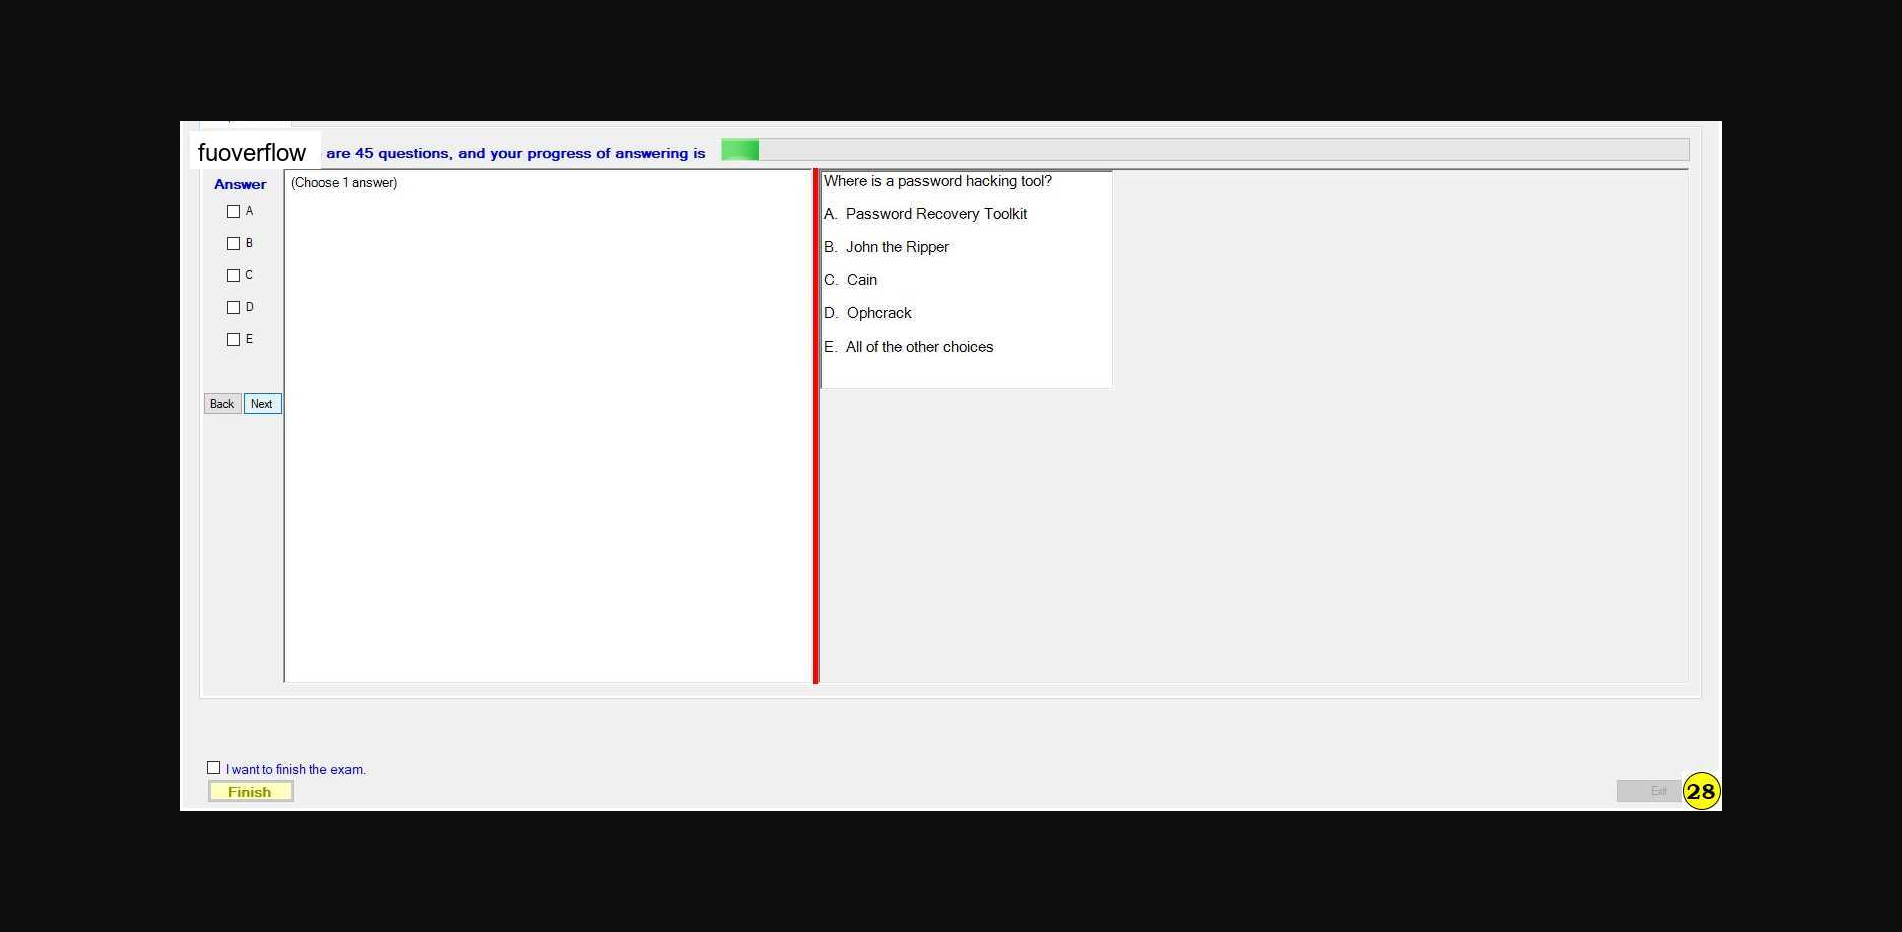 fuoverflow are 45 questions, and your progress of answering is
Answer
A
B
C
D
E
Back Next
(Choose 1 answer)
Where is a password hacking tool?
A. Password Recovery Toolkit
B. John the Ripper
C. Cain
D. Ophcrack
E. All of the other choices
I want to finish the exam.
Finish
Exit
28